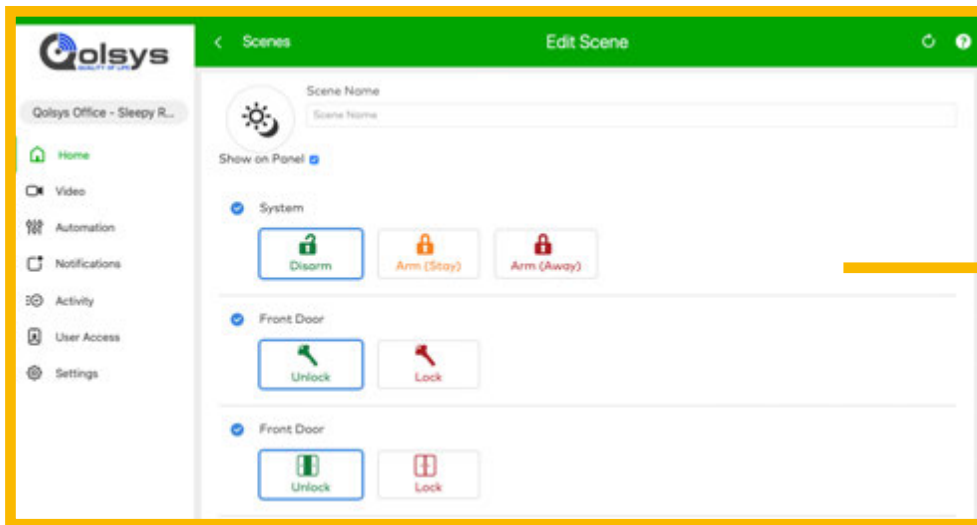 Qolsys
QUALITY OF LIFE
Qolsys Office - Sleepy R...
Home
Video
Automation
Notifications
Activity
User Access
Settings
Scenes
Edit Scene
?
Scene Name
Scene Name
Show on Panel
System
Disarm
Arm (Stay)
Arm (Away)
Front Door
Unlock
Lock
Front Door
Unlock
Lock